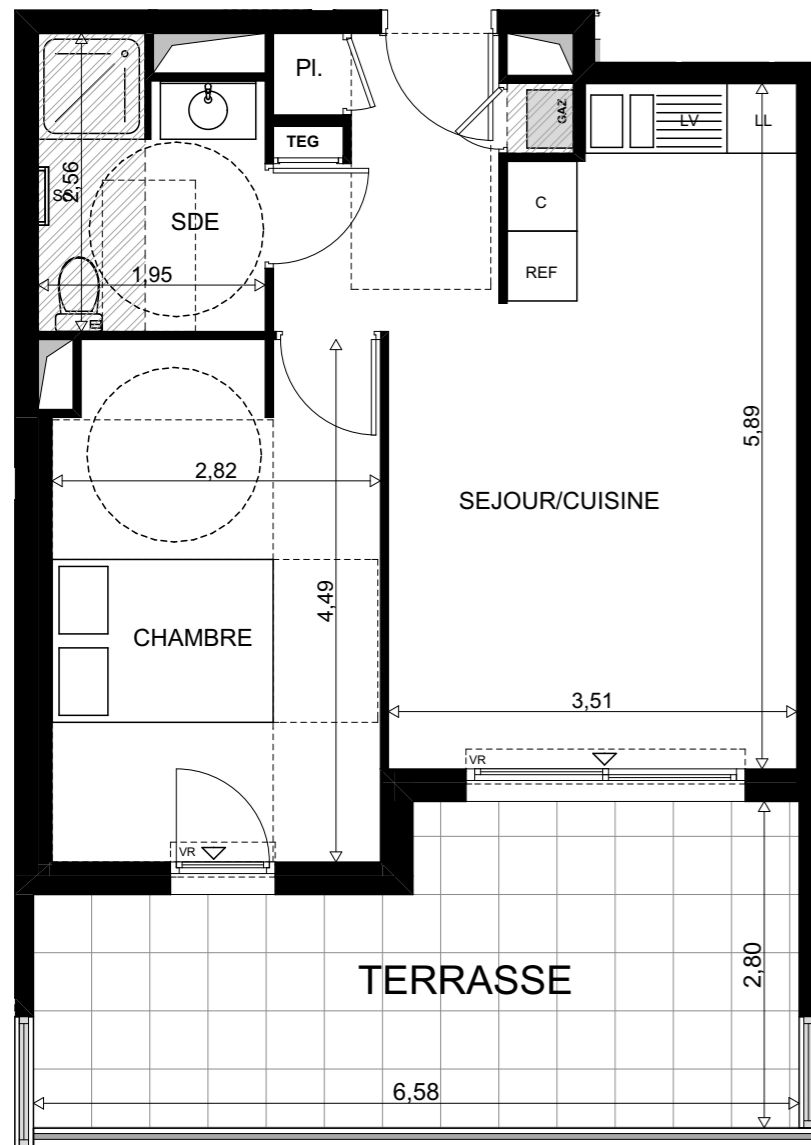 Pl.
TEG
GAZ
LV
LL
2,56
SS
SDE
C
REF
1,95
5,89
2,82
SEJOUR/CUISINE
4,49
CHAMBRE
3,51
VR
VR
TERRASSE
2,80
6,58